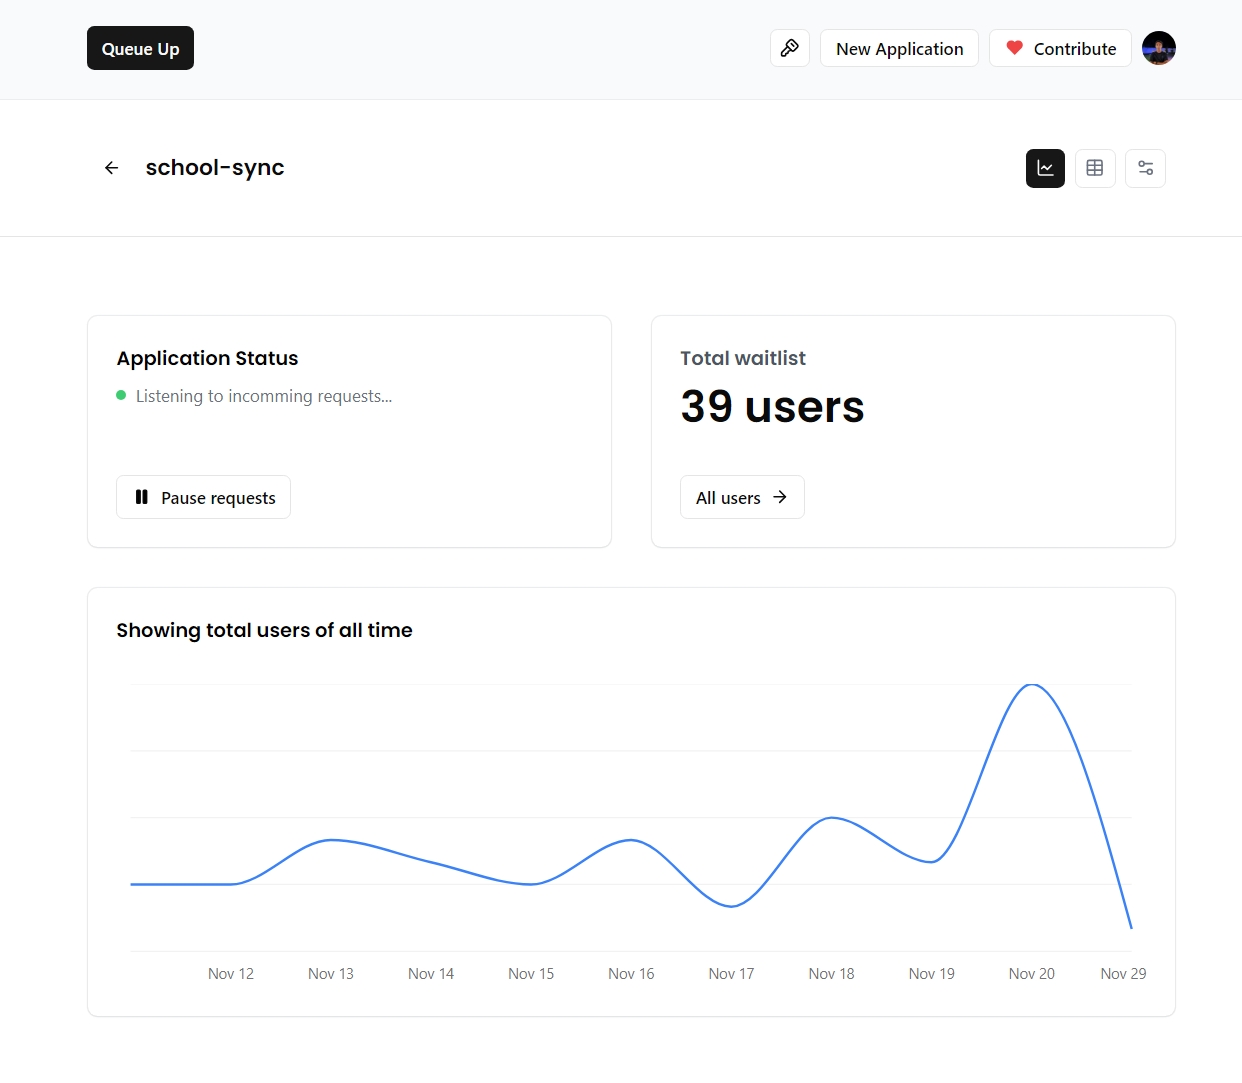 Queue Up
New Application
Contribute
school-sync
Application Status
Listening to incomming requests...
Pause requests
Total waitlist
39 users
All users
Showing total users of all time
Nov 12 Nov 13 Nov 14 Nov 15 Nov 16 Nov 17 Nov 18 Nov 19 Nov 20 Nov 29